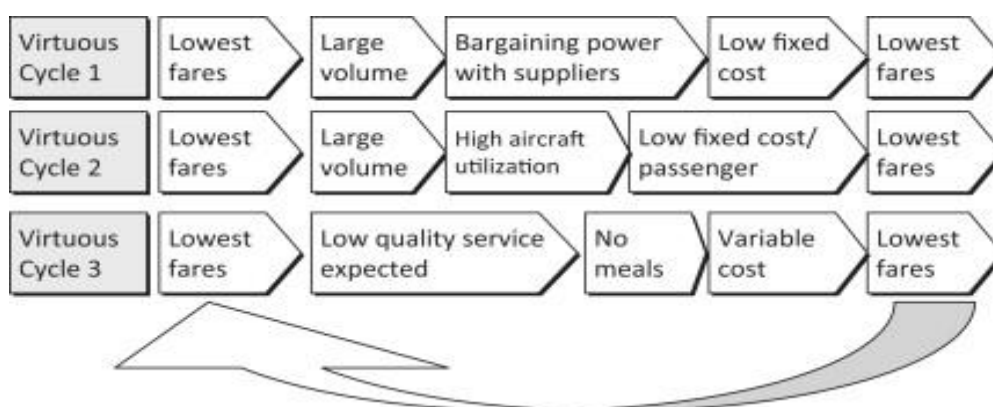 Virtuous
Cycle 1
Lowest
fares
Large
volume
Bargaining power
with suppliers
Low fixed
cost
Lowest
fares
Virtuous
Cycle 2
Lowest
fares
Large
volume
High aircraft
utilization
Low fixed cost/
passenger
Lowest
fares
Virtuous
Cycle 3
Lowest
fares
Low quality service
expected
No
meals
Variable
cost
Lowest
fares